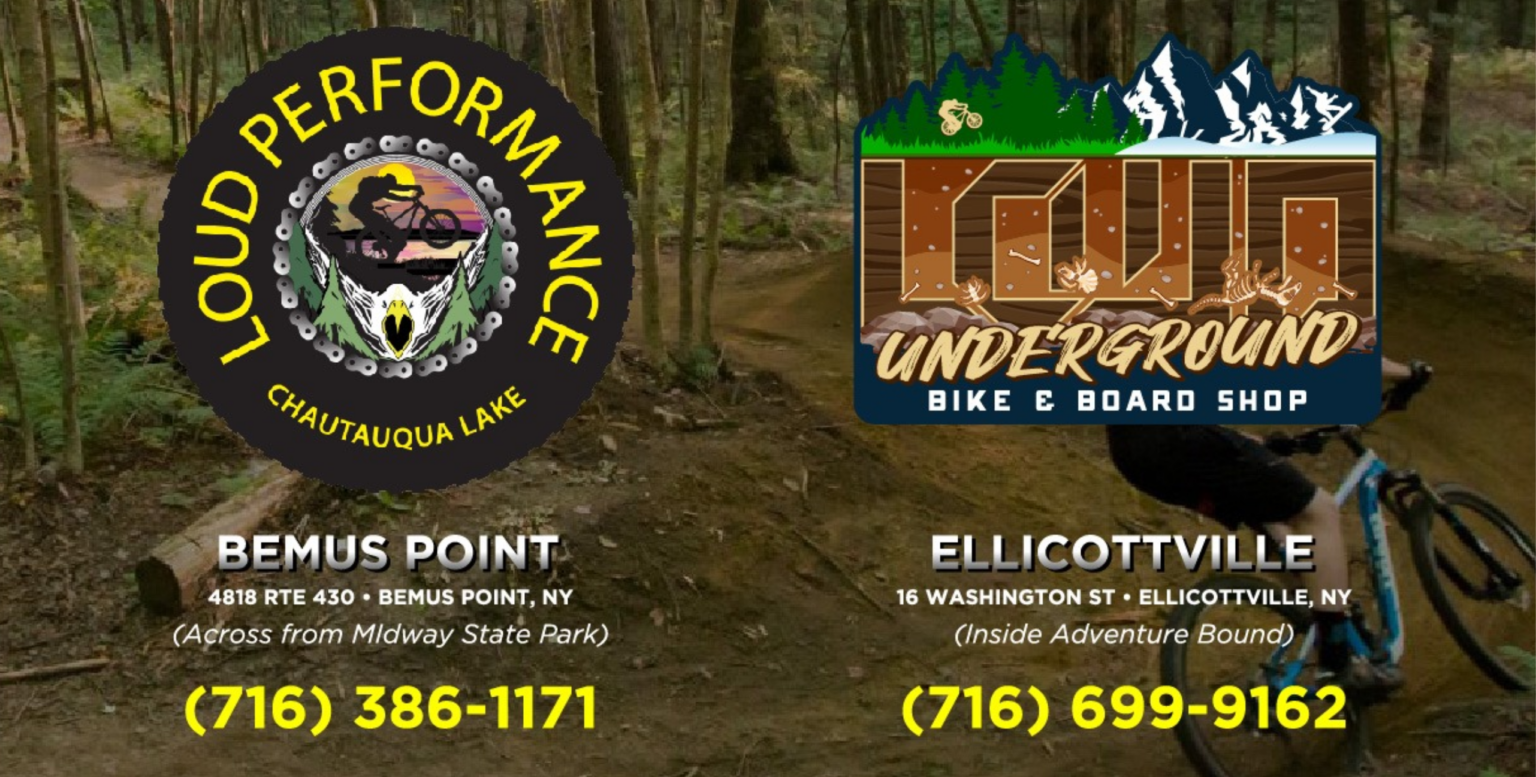 LOUD PERFORMANCE
CHAUTAUQUA LAKE
BEMUS POINT
4818 RTE 430 • BEMUS POINT, NY
(Across from MIdway State Park)
(716) 386-1171
UNDERGROUND
BIKE & BOARD SHOP
ELLICOTTVILLE
16 WASHINGTON ST • ELLICOTTVILLE, NY
(Inside Adventure Bound)
(716) 699-9162